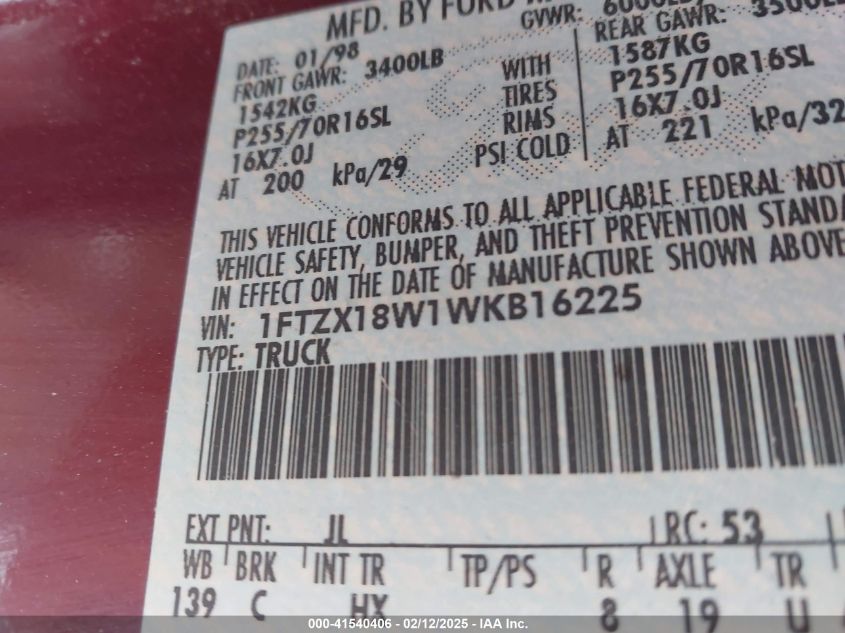 MFD. BY FORD
DATE: 01/98 GVWR: 6000LB
FRONT GAWR: 3400LB REAR GAWR: 3500LB
1542KG WITH 1587KG
P255/70R16SL TIRES P255/70R16SL
16X7.0J RIMS 16X7.0J
AT 200 kPa/29 PSI COLD AT 221 kPa/32
THIS VEHICLE CONFORMS TO ALL APPLICABLE FEDERAL MOT
VEHICLE SAFETY, BUMPER, AND THEFT PREVENTION STANDA
IN EFFECT ON THE DATE OF MANUFACTURE SHOWN ABOVE
VIN: 1FTZX18W1WKB16225
TYPE: TRUCK
EXT PNT: JL RC: 53
WB BRK INT TR TP/PS R AXLE TR
139 C HX 8 19 U
000-41540406 - 02/12/2025 - IAA Inc.